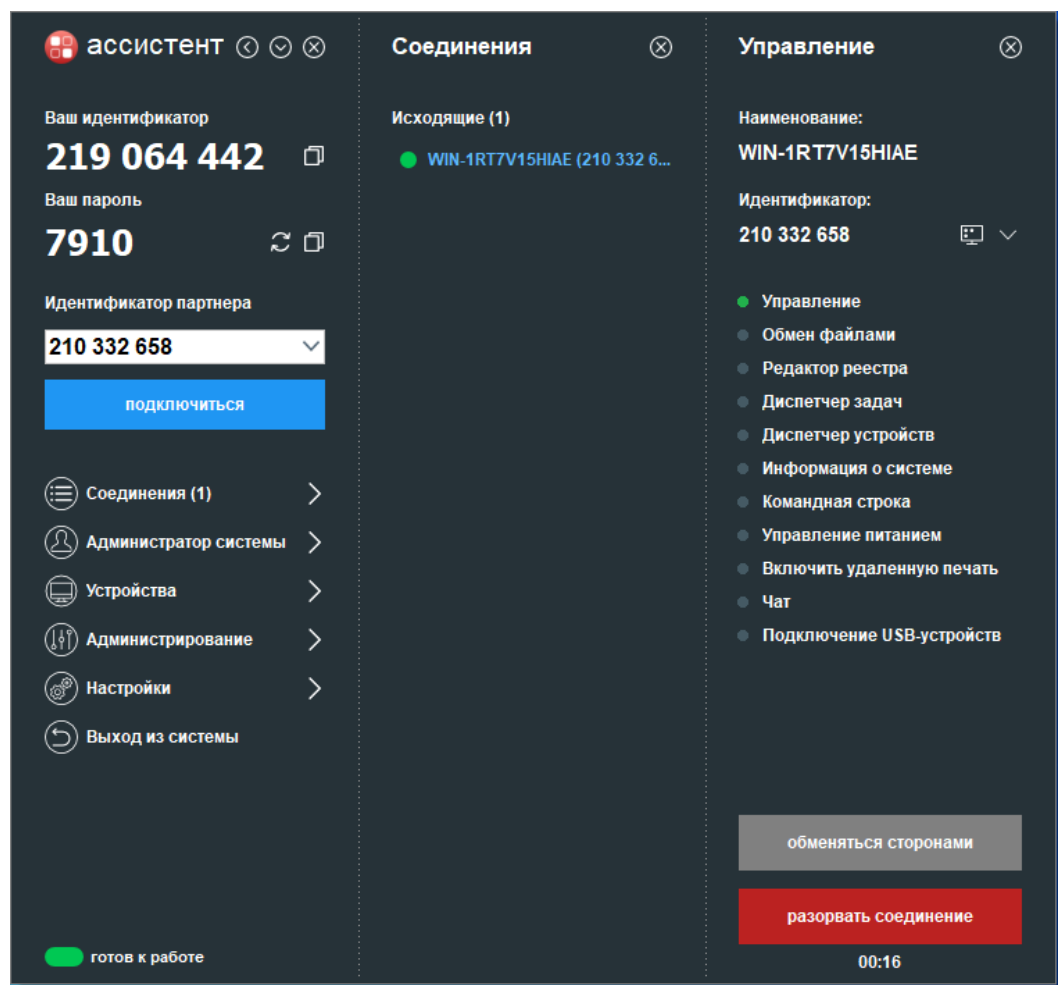 ассистент
Ваш идентификатор
219 064 442
Ваш пароль
7910
Идентификатор партнера
210 332 658
подключиться
Соединения (1)
Администратор системы
Устройства
Администрирование
Настройки
Выход из системы
готов к работе
Соединения
Исходящие (1)
WIN-1RT7V15HIAE (210 332 6...
Управление
Наименование:
WIN-1RT7V15HIAE
Идентификатор:
210 332 658
Управление
Обмен файлами
Редактор реестра
Диспетчер задач
Диспетчер устройств
Информация о системе
Командная строка
Управление питанием
Включить удаленную печать
Чат
Подключение USB-устройств
обменяться сторонами
разорвать соединение
00:16